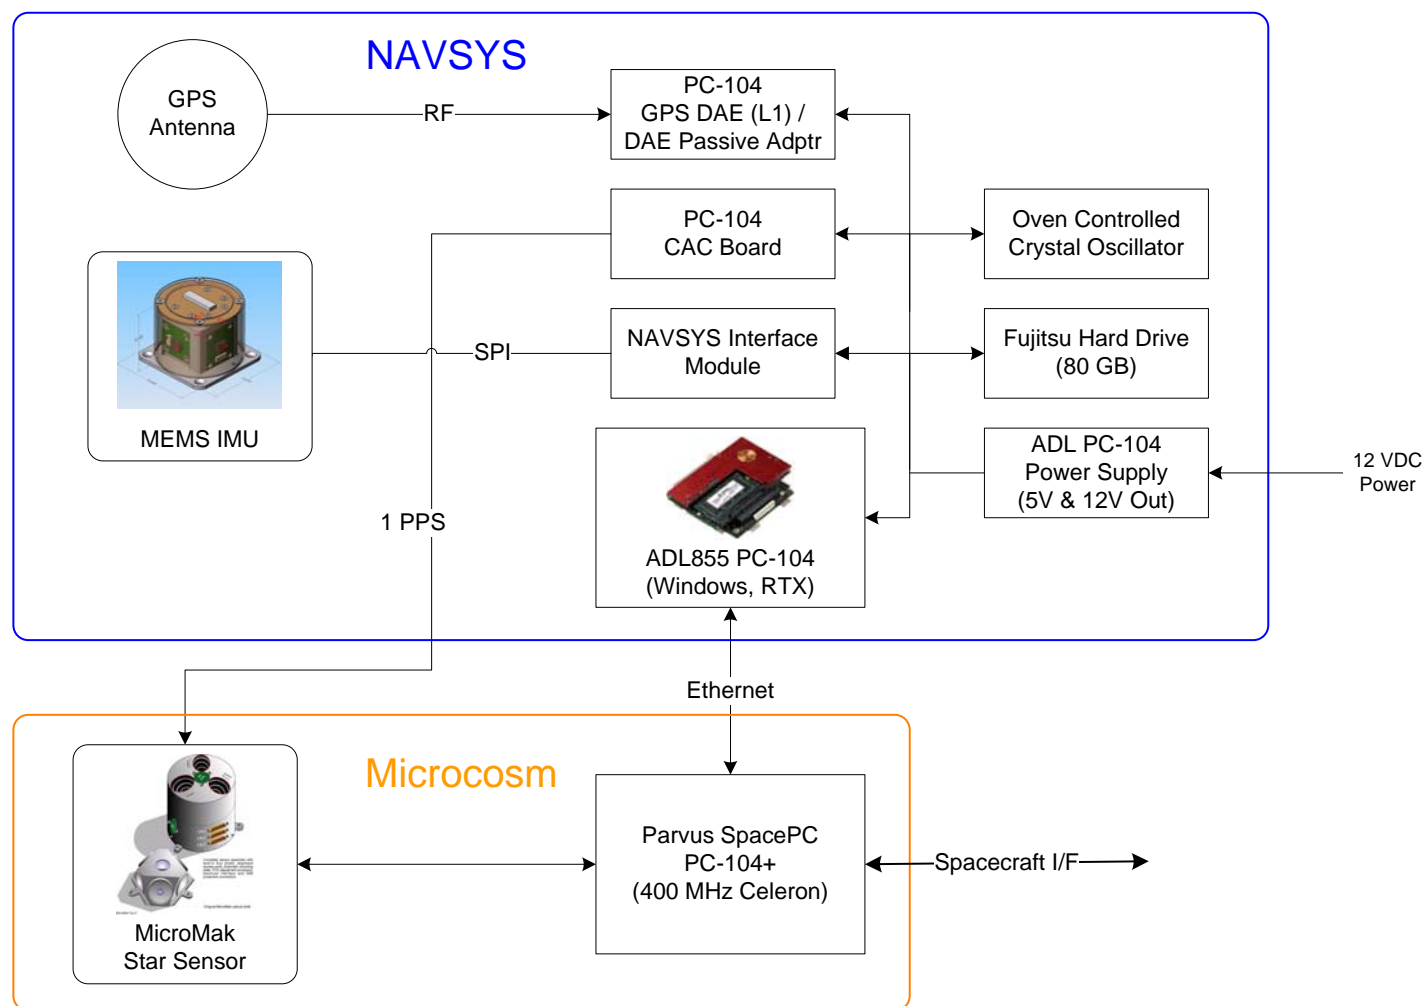 NAVSYS
GPS
Antenna
RF
PC-104
GPS DAE (L1) /
DAE Passive Adptr
PC-104
CAC Board
Oven Controlled
Crystal Oscillator
MEMS IMU
SPI
NAVSYS Interface
Module
Fujitsu Hard Drive
(80 GB)
ADL855 PC-104
(Windows, RTX)
ADL PC-104
Power Supply
(5V & 12V Out)
12 VDC
Power
1 PPS
Ethernet
Microcosm
MicroMak
Star Sensor
Parvus SpacePC
PC-104+
(400 MHz Celeron)
Spacecraft I/F